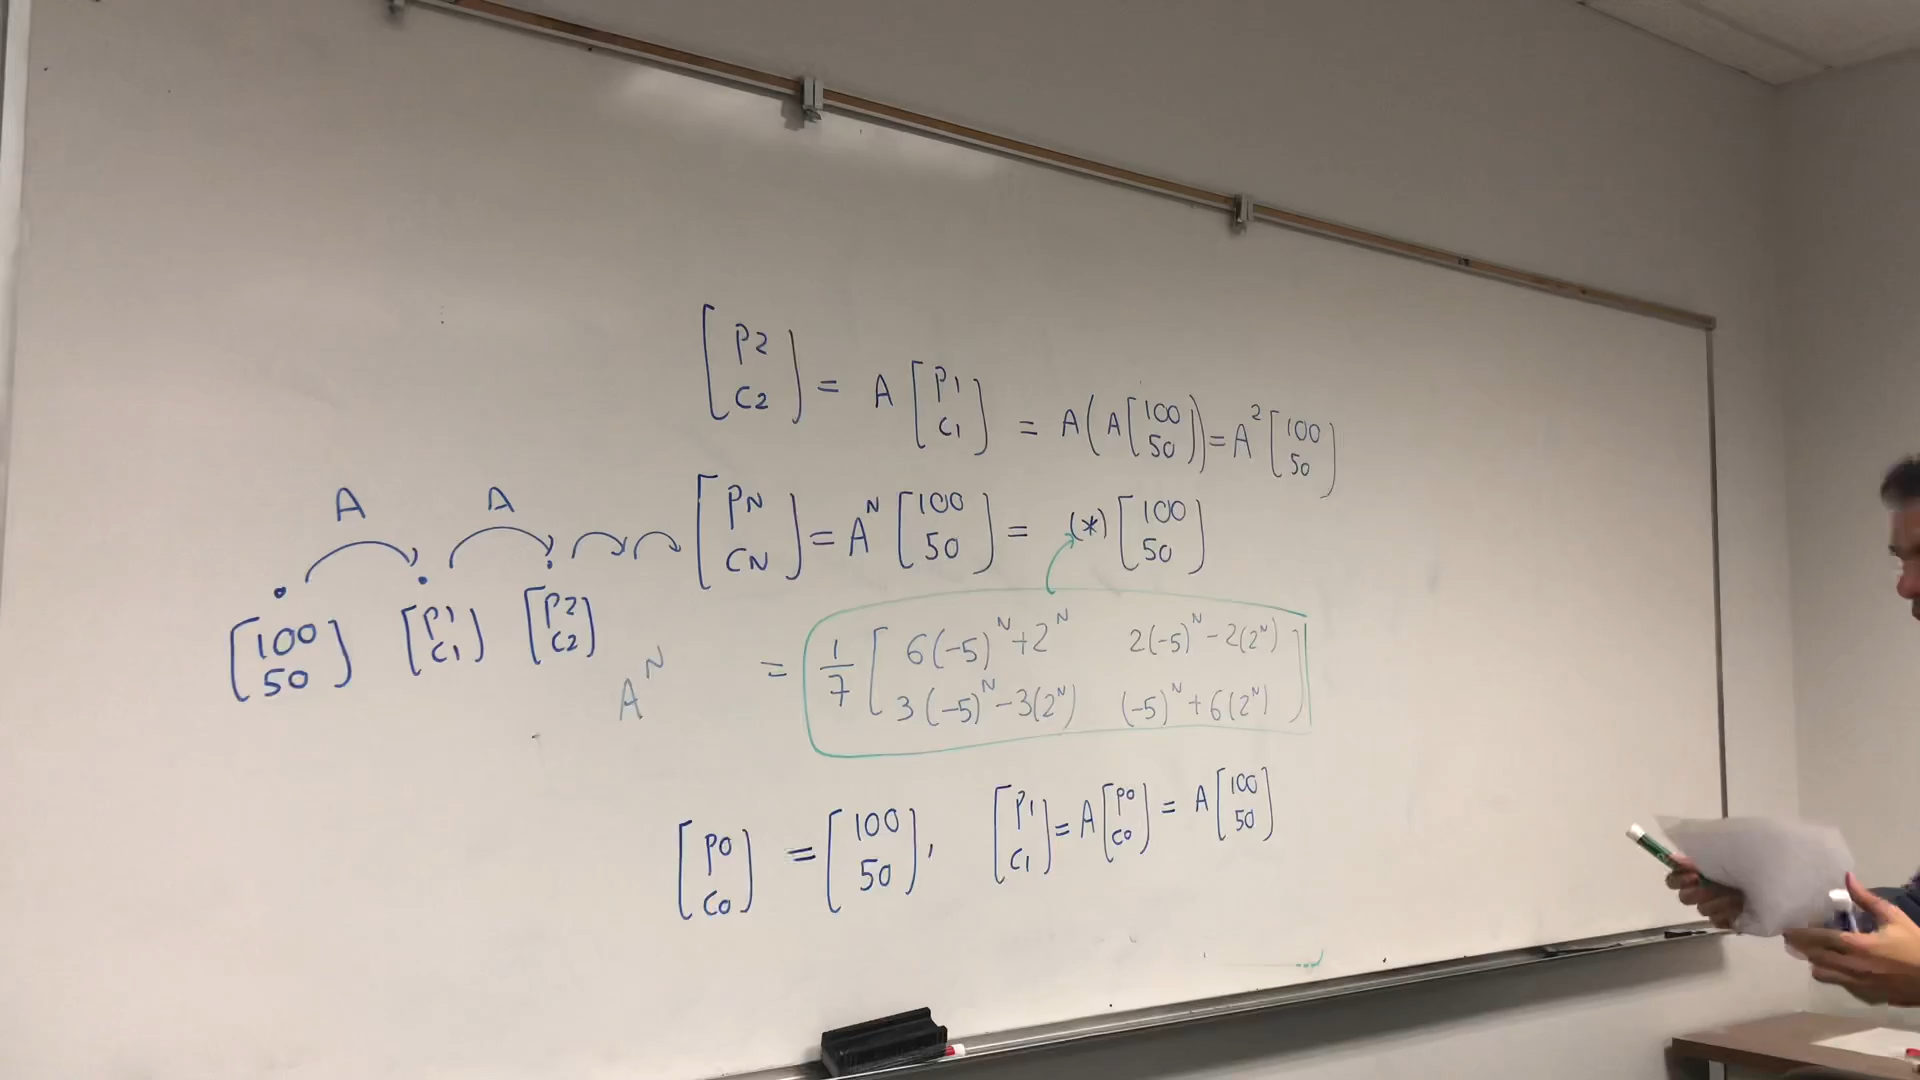 [P2 C2] = A [P1 C1] = A(A[100 50]) = A² [100 50]
A A [PN CN] = A^N [100 50] = (*) [100 50]
[100 50] [P1 C1] [P2 C2]
A^N = 1/7 [6(-5)^N+2^N 2(-5)^N-2(2^N)
3(-5)^N-3(2^N) (-5)^N+6(2^N)]
[P0 C0] = [100 50], [P1 C1] = A[P0 C0] = A[100 50]